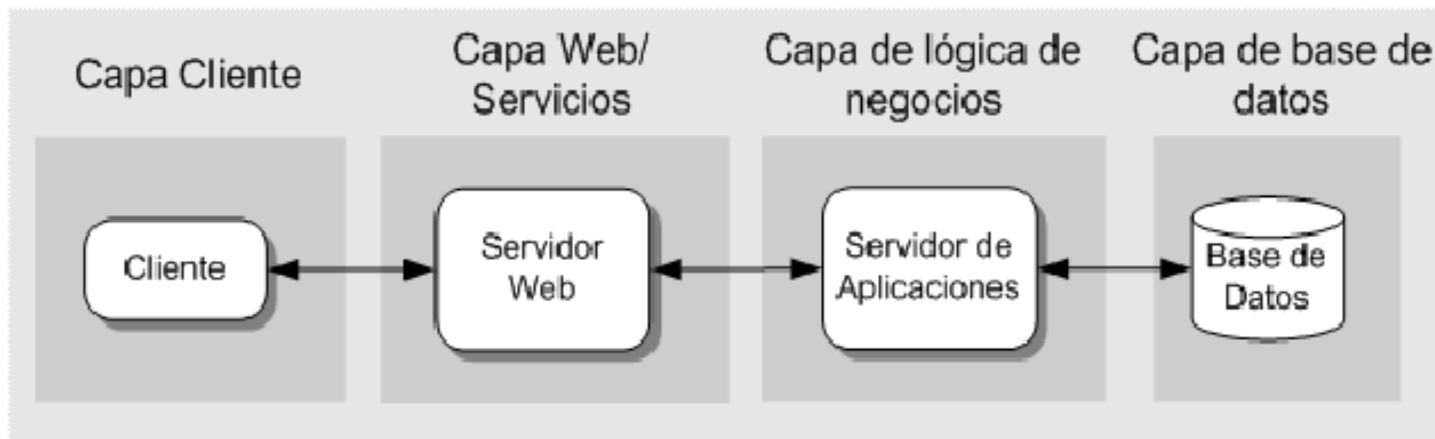 Capa Cliente
Capa Web/
Servicios
Capa de lógica de
negocios
Capa de base de
datos
Cliente
Servidor
Web
Servidor de
Aplicaciones
Base de
Datos